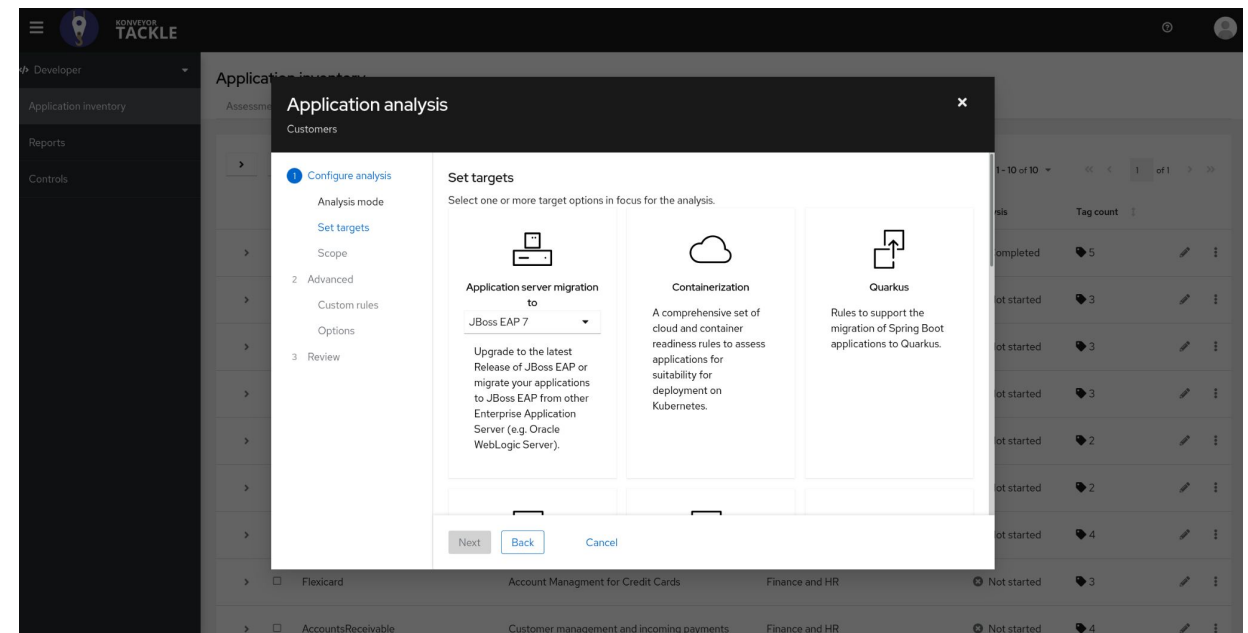 KONVEYOR
TACKLE
Developer
Application inventory
Reports
Controls
Application inventory
Assessme
Application analysis
Customers
1 Configure analysis
Analysis mode
Set targets
Scope
2 Advanced
Custom rules
Options
3 Review
Set targets
Select one or more target options in focus for the analysis.
Application server migration
to
JBoss EAP 7
Upgrade to the latest
Release of JBoss EAP or
migrate your applications
to JBoss EAP from other
Enterprise Application
Server (e.g. Oracle
WebLogic Server).
Containerization
A comprehensive set of
cloud and container
readiness rules to assess
applications for
suitability for
deployment on
Kubernetes.
Quarkus
Rules to support the
migration of Spring Boot
applications to Quarkus.
Next Back Cancel
1 - 10 of 10 1 of 1
ysis Tag count
ompleted 5
ot started 3
ot started 3
ot started 3
ot started 2
ot started 2
ot started 4
Flexicard Account Managment for Credit Cards Finance and HR Not started 3
AccountsReceivable Customer management and incoming payments Finance and HR Not started 4